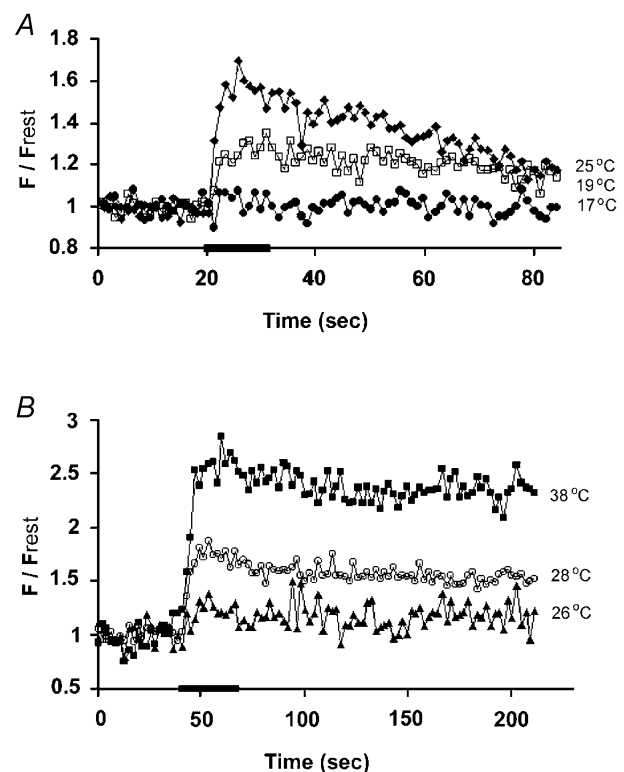 A
1.8
1.6
1.4
1.2
1
0.8
F / Frest
25 °C
19°C
17°C
0 20 40 60 80
Time (sec)
B
3
2.5
2
1.5
1
0.5
F / Frest
38 °C
28 °C
26 °C
0 50 100 150 200
Time (sec)